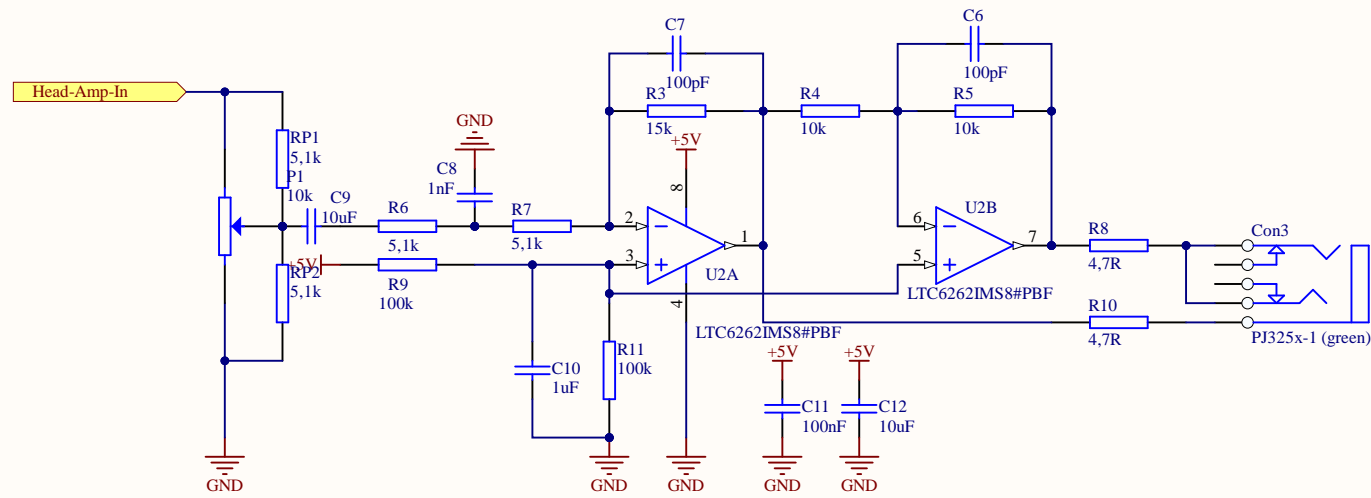 C7
100pF
C6
100pF
Head-Amp-In
R3
15k
R4
10k
R5
10k
GND
+5V
RP1
5,1k
P1
10k
C8
1nF
8
C9
10uF
R6
5,1k
R7
5,1k
2
3
1
U2A
4
LTC6262IMS8#PBF
U2B
6
5
7
LTC6262IMS8#PBF
R8
4,7R
Con3
+5V
RP2
5,1k
R9
100k
R10
4,7R
PJ325x-1 (green)
C10
1uF
R11
100k
+5V
+5V
C11
100nF
C12
10uF
GND
GND
GND
GND
GND